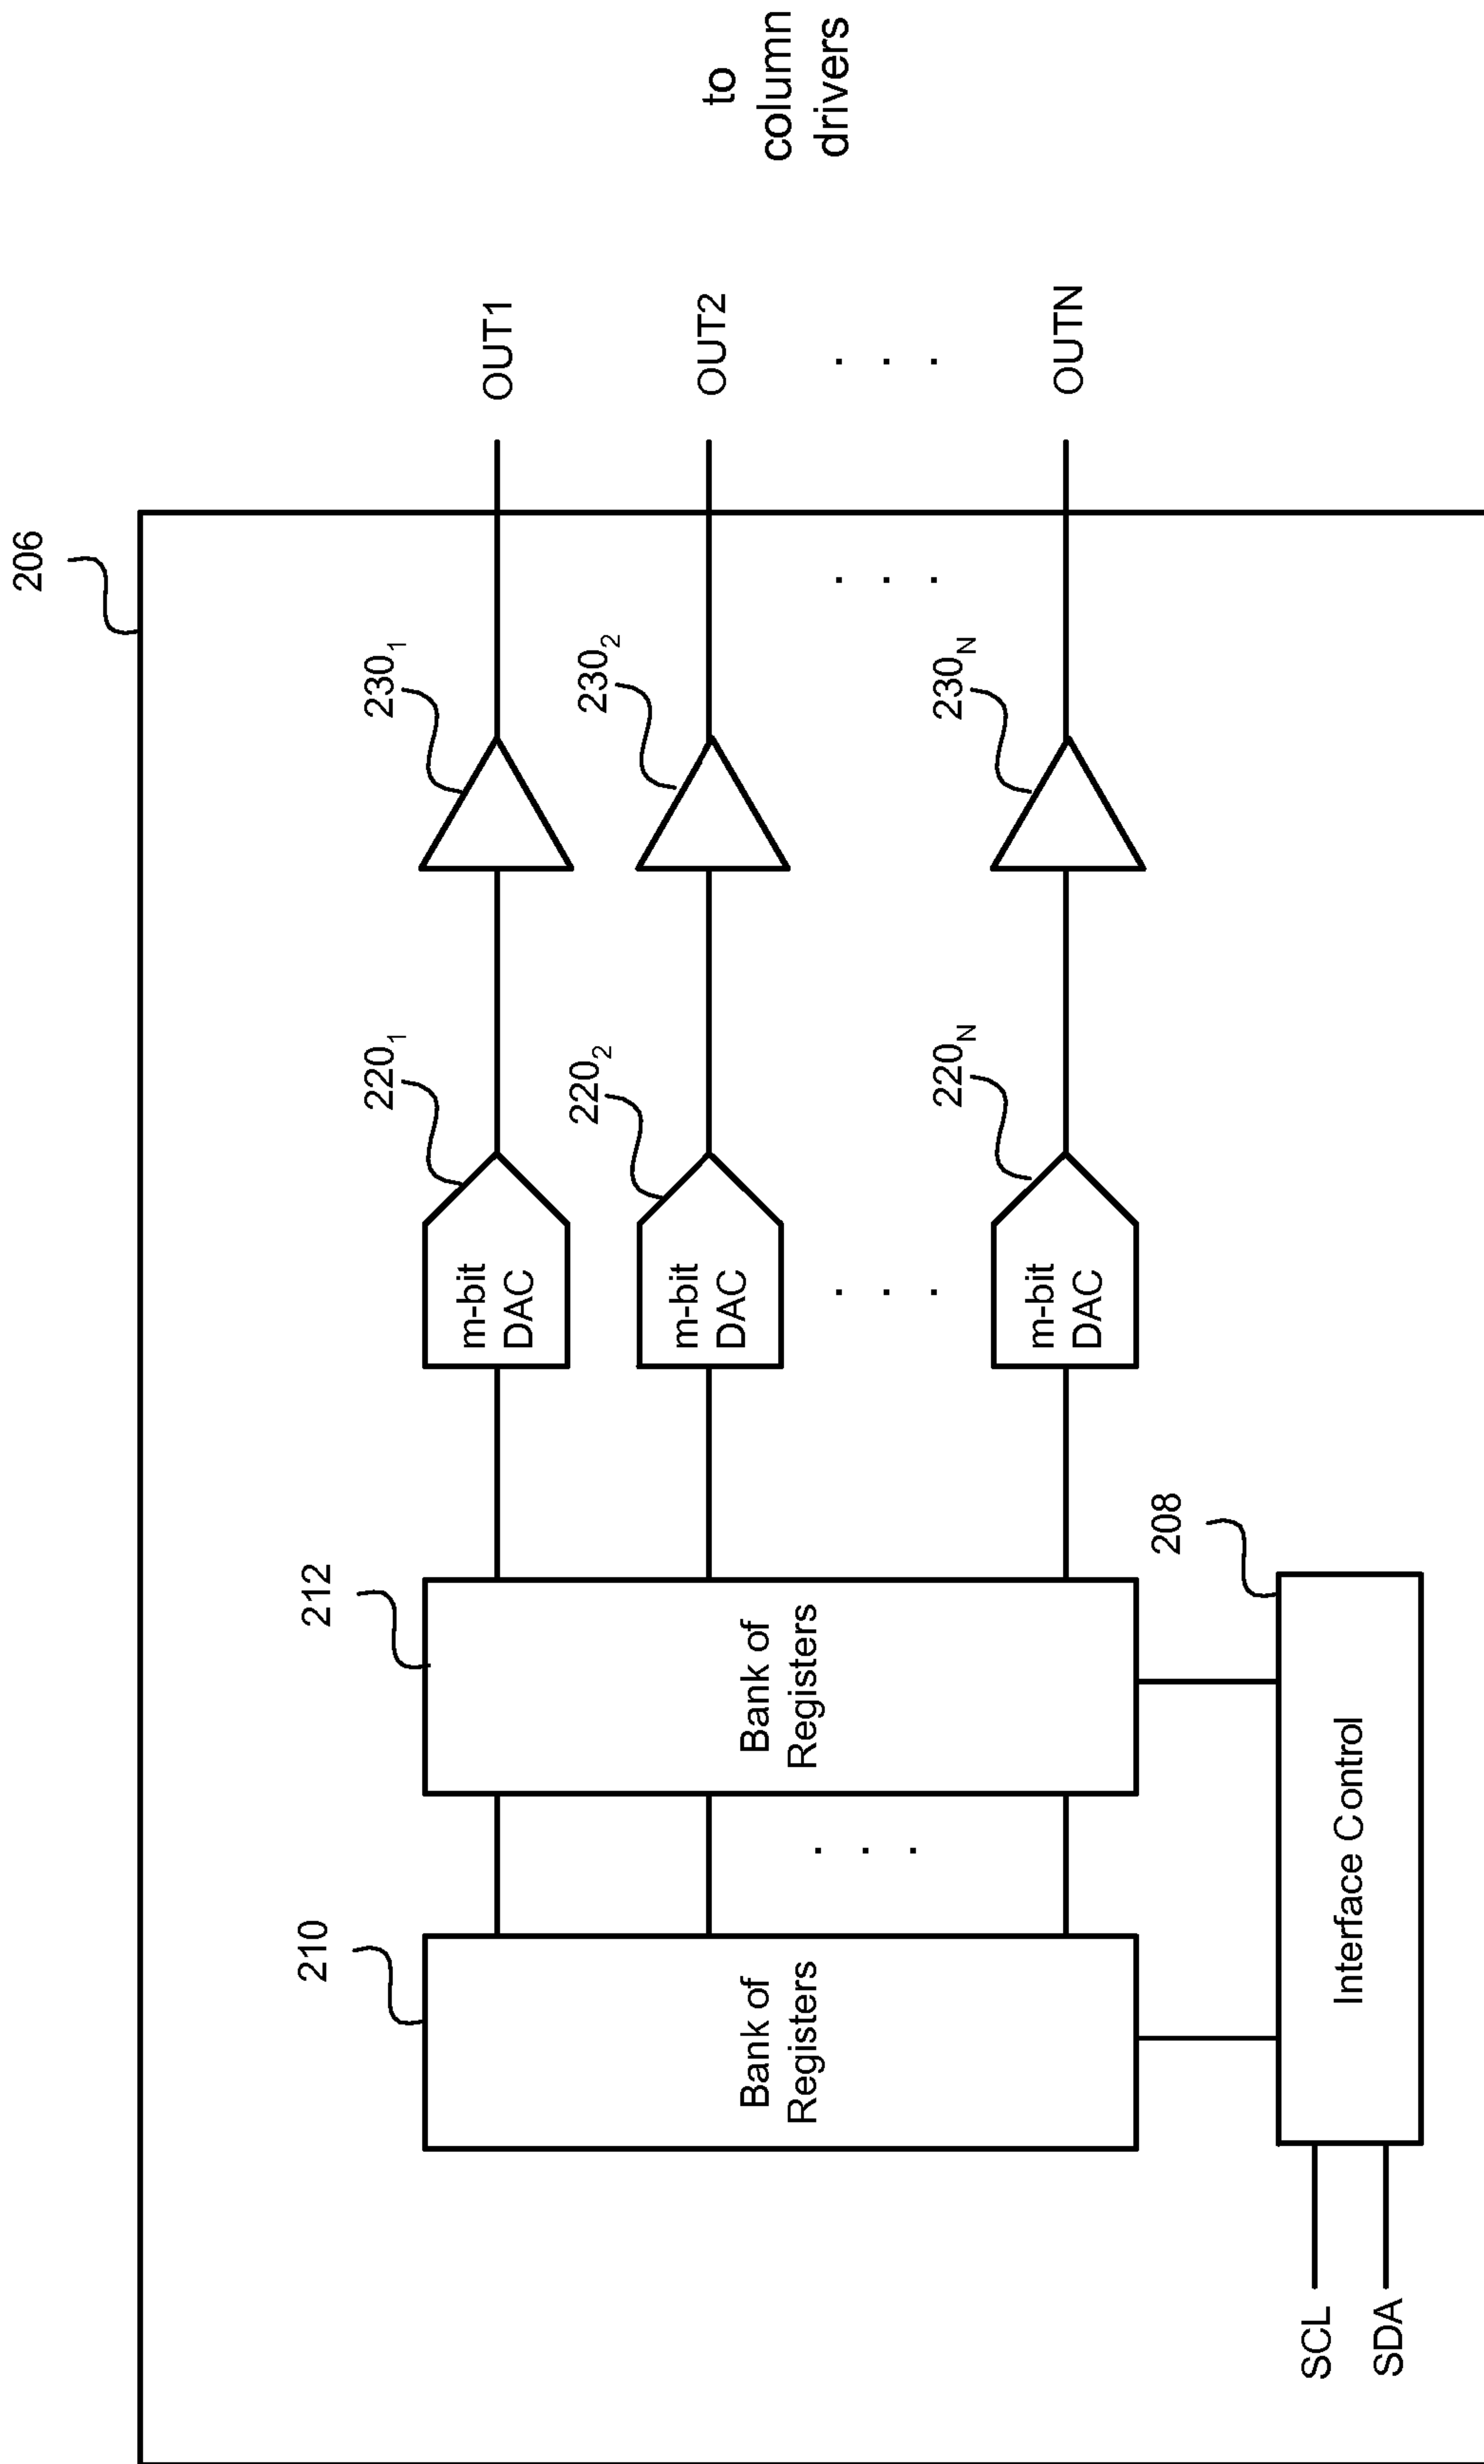 206
210
212
220₁
230₁
OUT1
220₂
230₂
OUT2
220N
230N
OUTN
. . .
. . .
. . .
. . .
Bank of
Registers
Bank of
Registers
m-bit
DAC
m-bit
DAC
m-bit
DAC
to
column
drivers
208
SCL
SDA
Interface Control